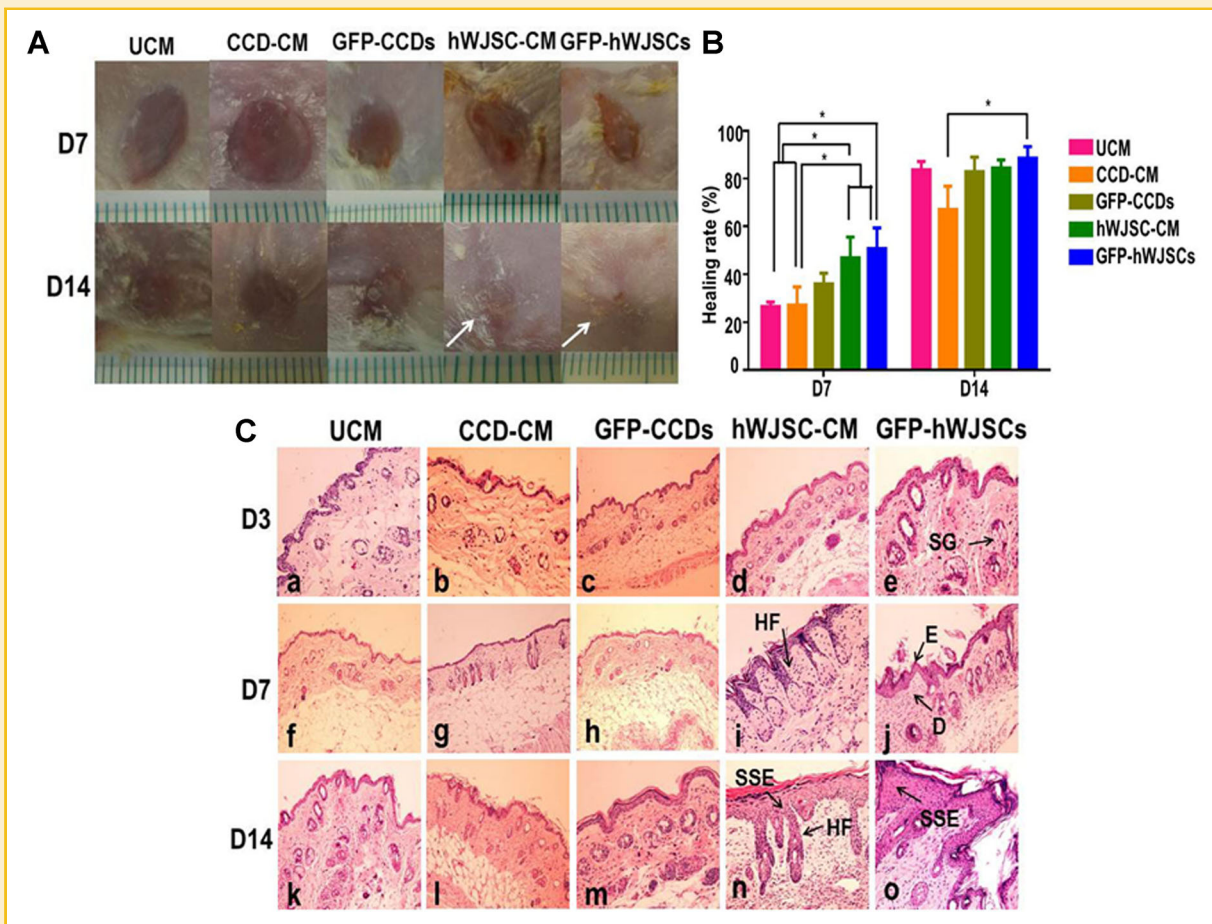 A
UCM CCD-CM GFP-CCDs hWJSC-CM GFP-hWJSCs
D7
D14
B
Healing rate (%)
100
80
60
40
20
0
* * * *
D7 D14
UCM
CCD-CM
GFP-CCDs
hWJSC-CM
GFP-hWJSCs
C
UCM CCD-CM GFP-CCDs hWJSC-CM GFP-hWJSCs
D3
a b c d e SG
D7
f g h i HF j E D
D14
k l m n SSE HF o SSE